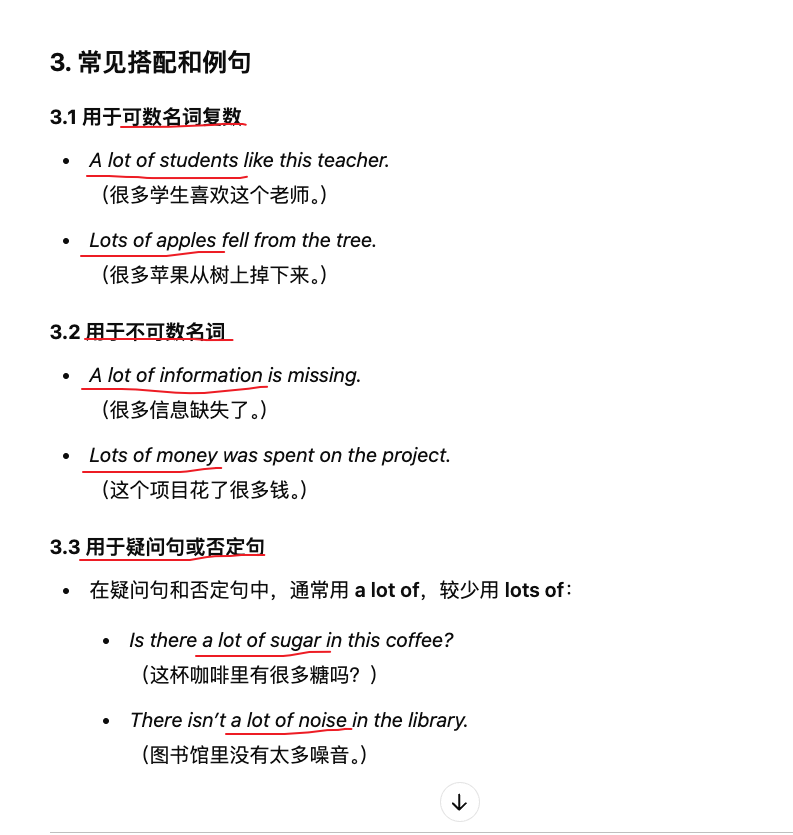 3. 常见搭配和例句
3.1 用于可数名词复数
• A lot of students like this teacher.
（很多学生喜欢这个老师。）
• Lots of apples fell from the tree.
（很多苹果从树上掉下来。）
3.2 用于不可数名词
• A lot of information is missing.
（很多信息缺失了。）
• Lots of money was spent on the project.
（这个项目花了很多钱。）
3.3 用于疑问句或否定句
• 在疑问句和否定句中，通常用 a lot of，较少用 lots of：
• Is there a lot of sugar in this coffee?
（这杯咖啡里有很多糖吗？）
• There isn’t a lot of noise in the library.
（图书馆里没有太多噪音。）